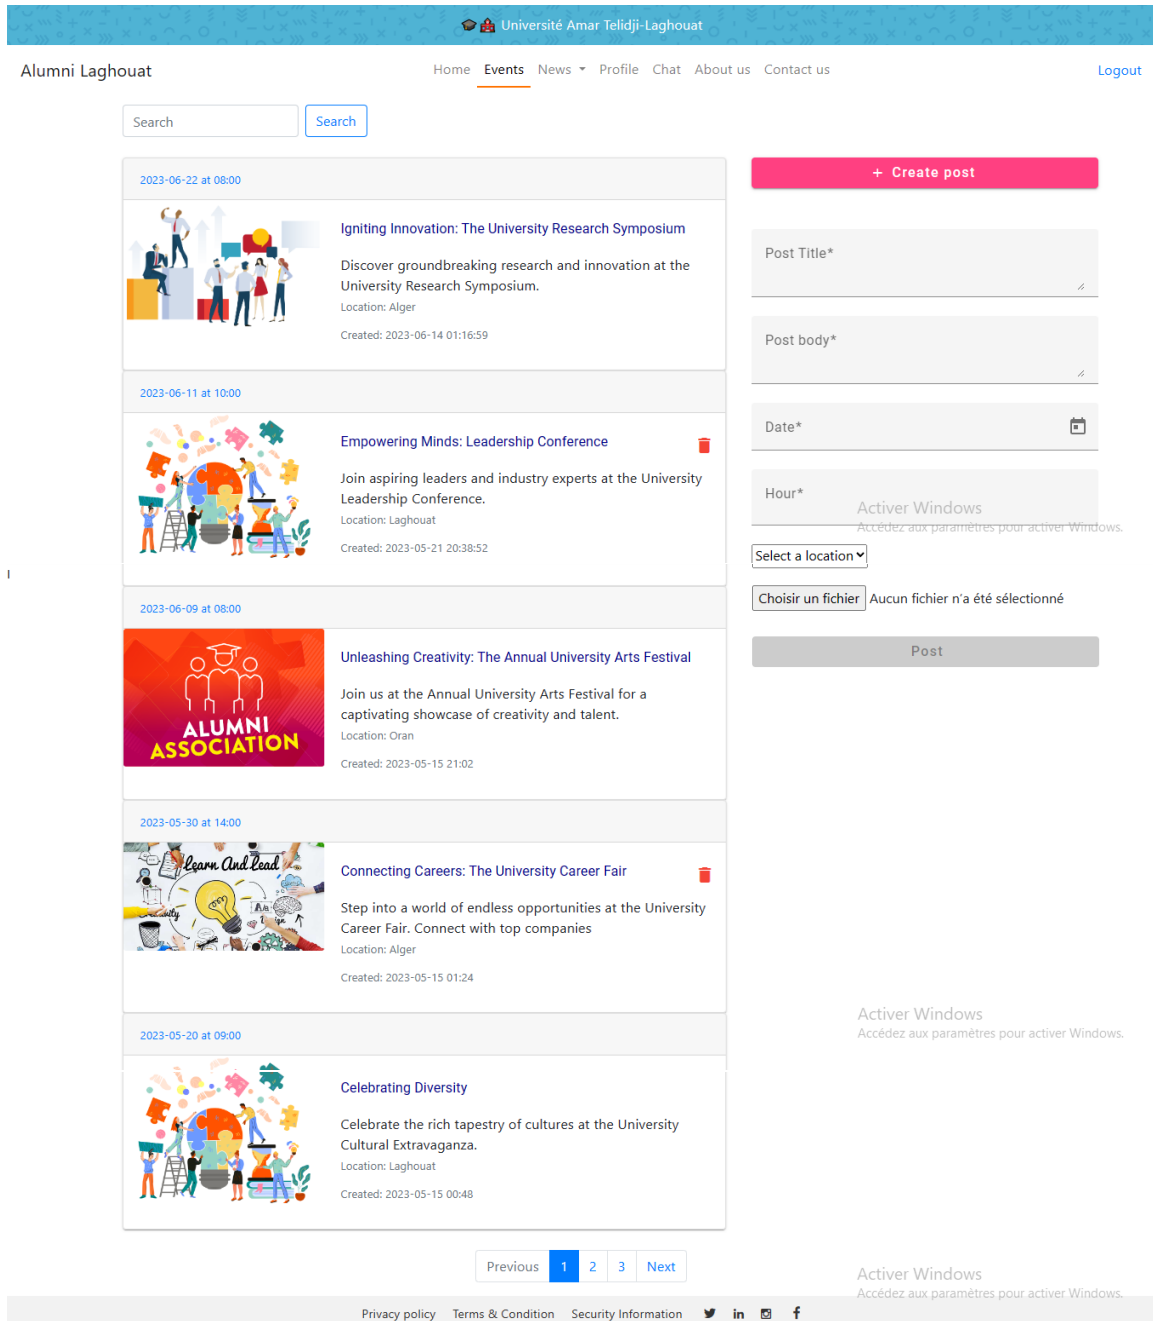 Université Amar Telidji-Laghouat
Alumni Laghouat
Home Events News Profile Chat About us Contact us
Logout
Search
Search
2023-06-22 at 08:00
Igniting Innovation: The University Research Symposium
Discover groundbreaking research and innovation at the
University Research Symposium.
Location: Alger
Created: 2023-06-14 01:16:59
2023-06-11 at 10:00
Empowering Minds: Leadership Conference
Join aspiring leaders and industry experts at the University
Leadership Conference.
Location: Laghouat
Created: 2023-05-21 20:38:52
2023-06-09 at 08:00
ALUMNI
ASSOCIATION
Unleashing Creativity: The Annual University Arts Festival
Join us at the Annual University Arts Festival for a
captivating showcase of creativity and talent.
Location: Oran
Created: 2023-05-15 21:02
2023-05-30 at 14:00
Learn And Lead
Connecting Careers: The University Career Fair
Step into a world of endless opportunities at the University
Career Fair. Connect with top companies
Location: Alger
Created: 2023-05-15 01:24
2023-05-20 at 09:00
Celebrating Diversity
Celebrate the rich tapestry of cultures at the University
Cultural Extravaganza.
Location: Laghouat
Created: 2023-05-15 00:48
+ Create post
Post Title*
Post body*
Date*
Hour*
Activer Windows
Accédez aux paramètres pour activer Windows.
Select a location
Choisir un fichier Aucun fichier n'a été sélectionné
Post
Activer Windows
Accédez aux paramètres pour activer Windows.
Previous 1 2 3 Next
Activer Windows
Accédez aux paramètres pour activer Windows.
Privacy policy Terms & Condition Security Information